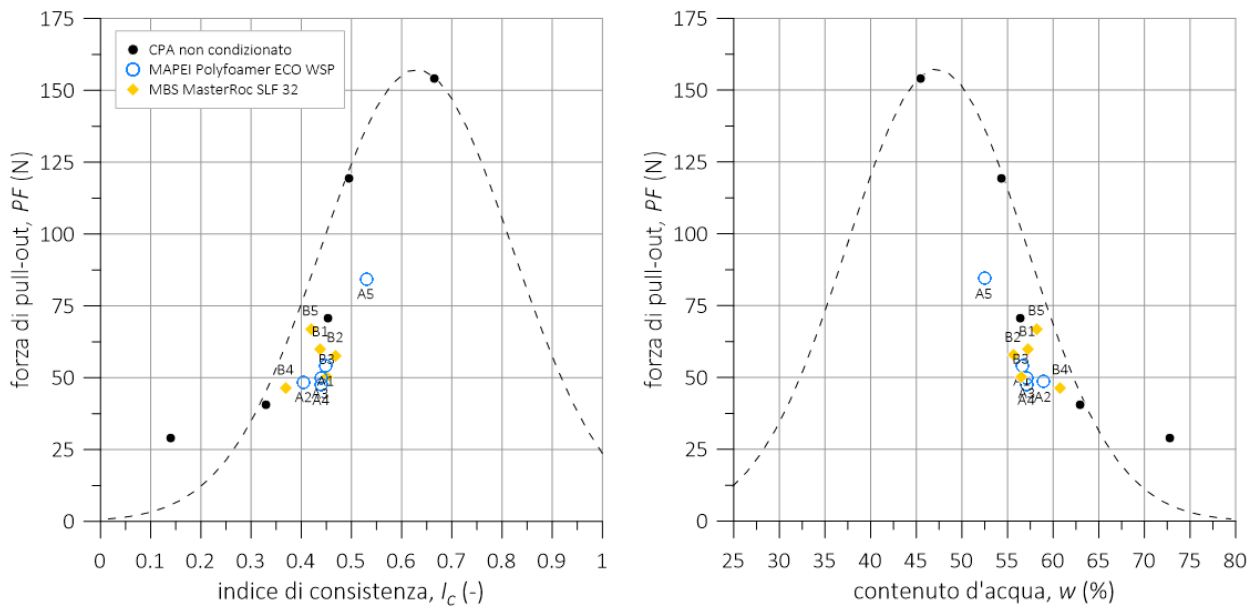 175
150
125
100
75
50
25
0
forza di pull-out, PF (N)
CPA non condizionato
MAPEI Polyfoamer ECO WSP
MBS MasterRoc SLF 32
A5
B5
B1
B2
B3
B4
A1
A2
A3
A4
0 0.1 0.2 0.3 0.4 0.5 0.6 0.7 0.8 0.9 1
indice di consistenza, Ic (-)
175
150
125
100
75
50
25
0
forza di pull-out, PF (N)
A5
B5
B1
B2
B3
B4
A1
A2
A3
A4
25 30 35 40 45 50 55 60 65 70 75 80
contenuto d'acqua, w (%)